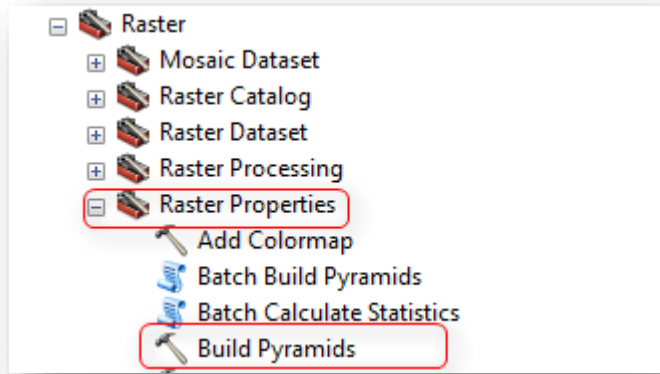 Raster
Mosaic Dataset
Raster Catalog
Raster Dataset
Raster Processing
Raster Properties
Add Colormap
Batch Build Pyramids
Batch Calculate Statistics
Build Pyramids